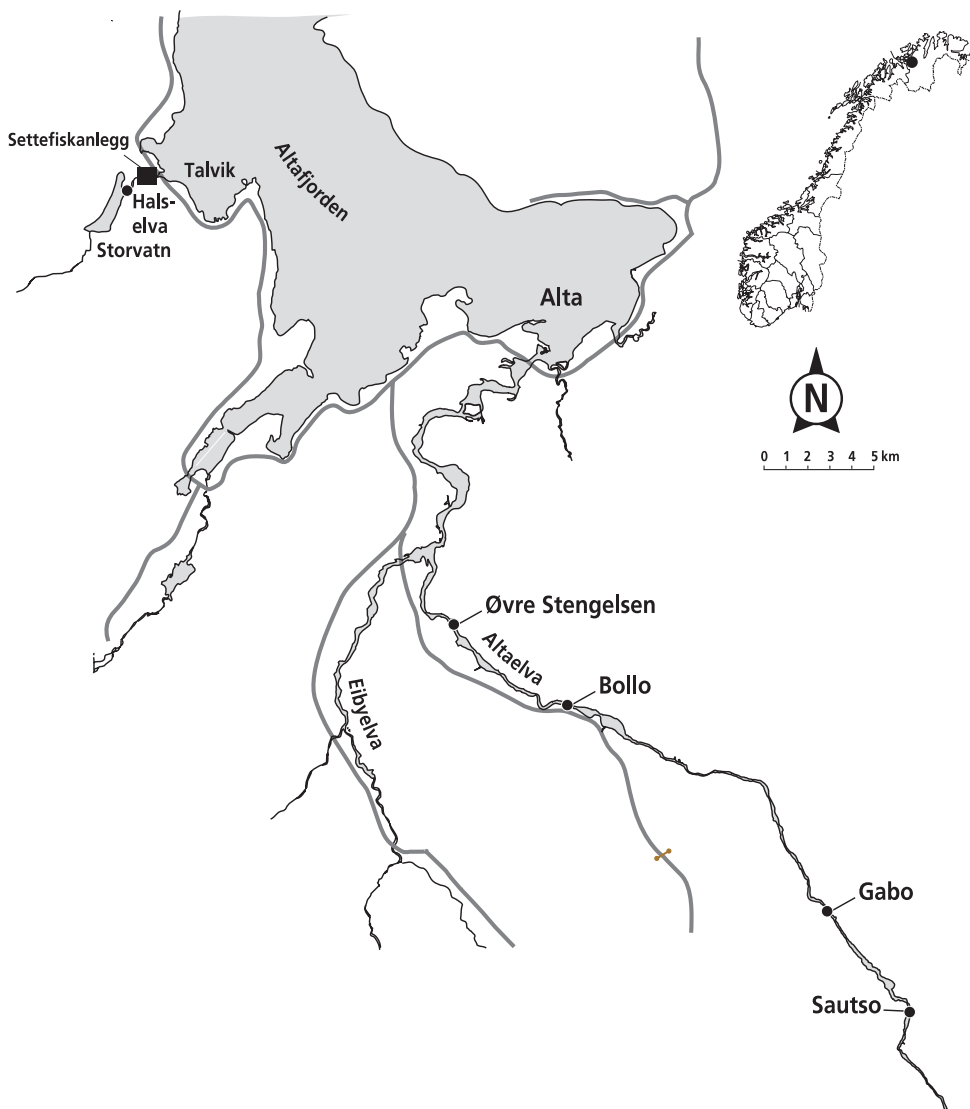 Settefiskanlegg
Talvik
Altafjorden
Hals-
elva
Storvatn
Alta
N
0 1 2 3 4 5 km
Øvre Stengelsen
Altaelva
Bollo
Eibyelva
Gabo
Sautso